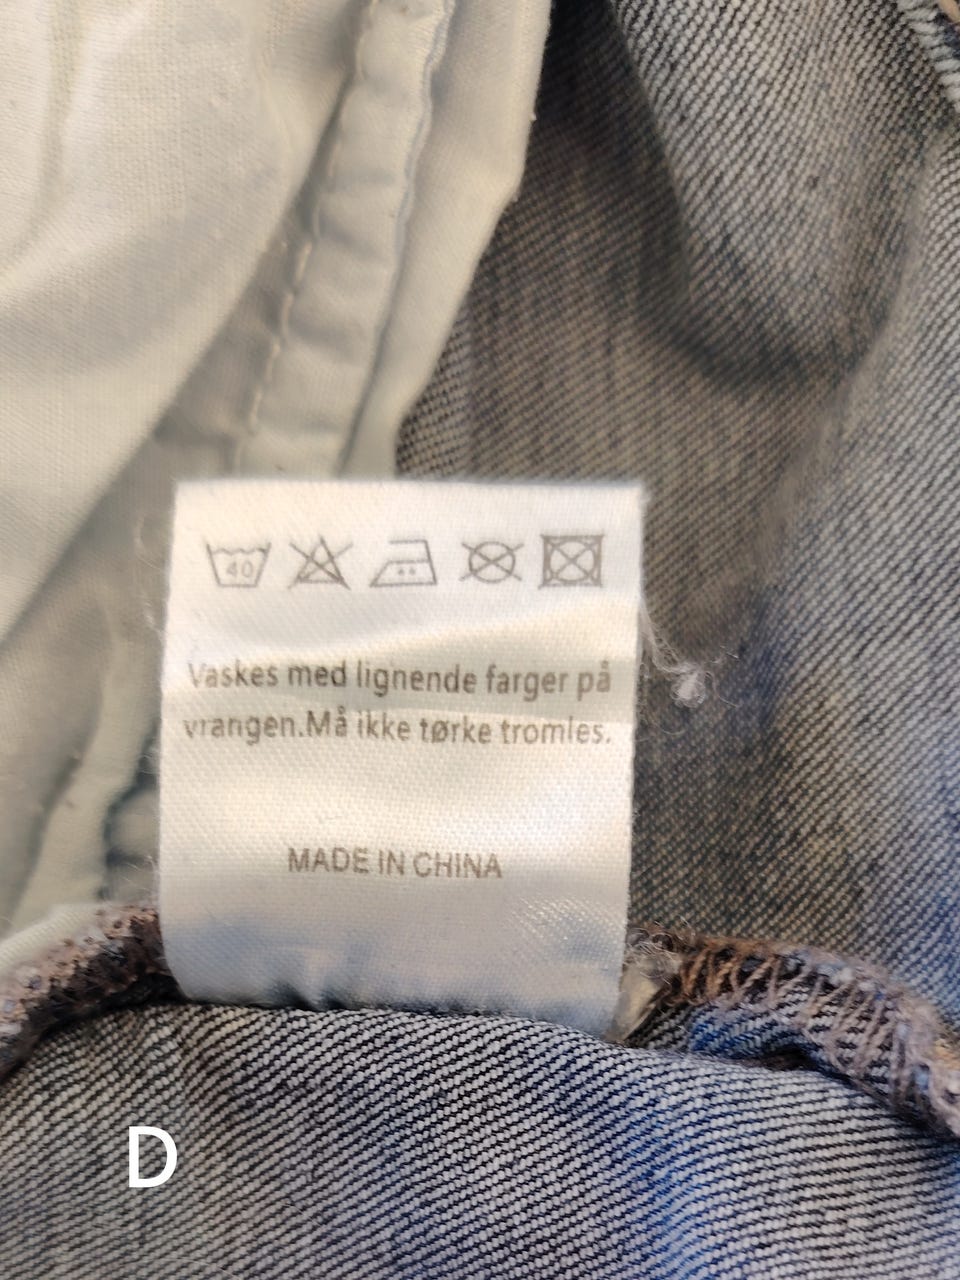 40
Vaskes med lignende farger på
vrangen.Må ikke tørke tromles.
MADE IN CHINA
D